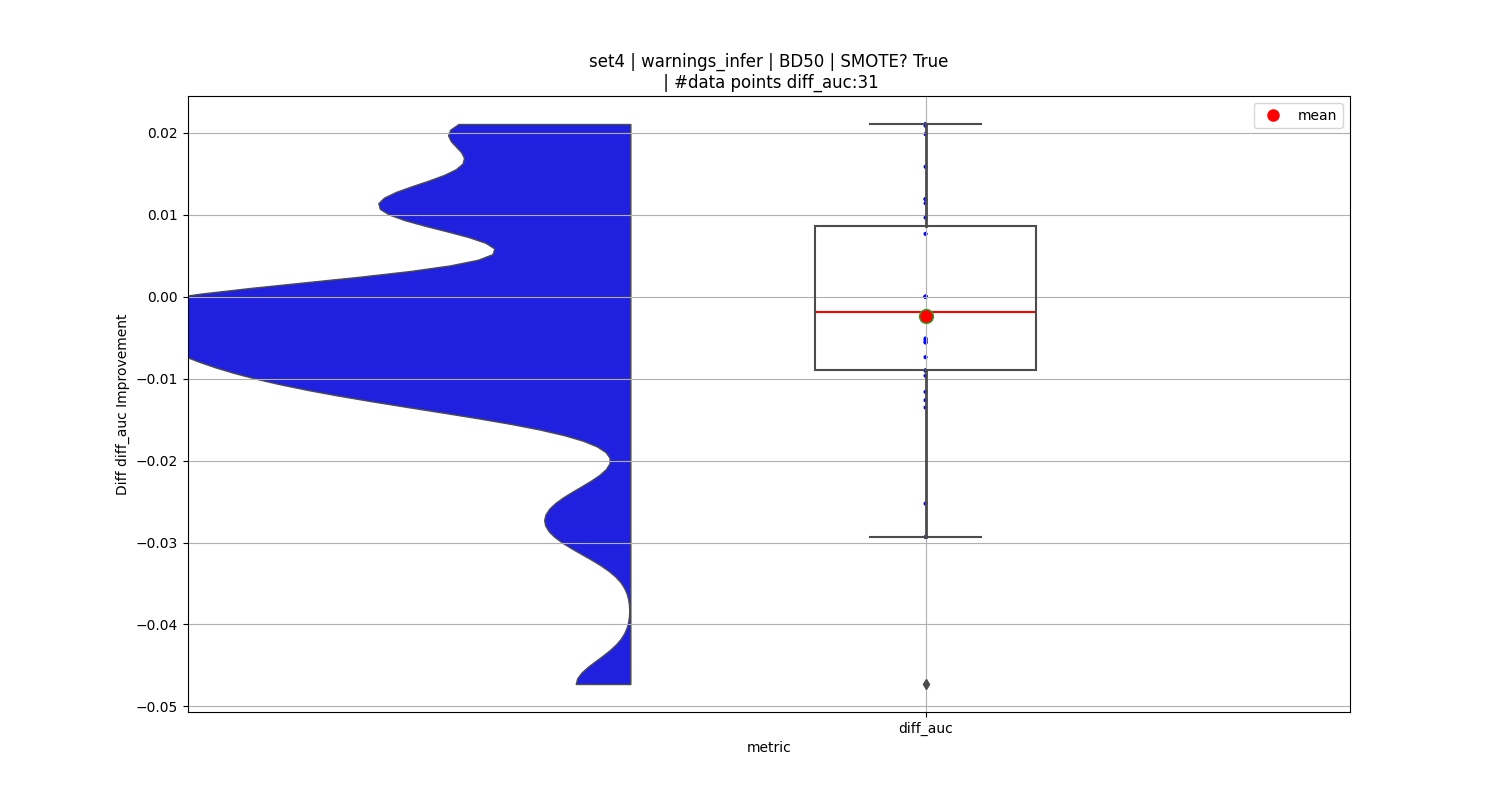 set4 | warnings_infer | BD50 | SMOTE? True
| #data points diff_auc:31
mean
0.02
0.01
0.00
−0.01
−0.02
−0.03
−0.04
−0.05
Diff diff_auc Improvement
diff_auc
metric